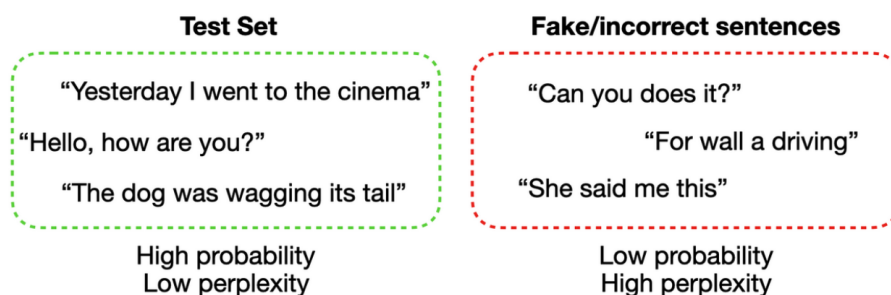 Test Set
“Yesterday I went to the cinema”
“Hello, how are you?”
“The dog was wagging its tail”
High probability
Low perplexity
Fake/incorrect sentences
“Can you does it?”
“For wall a driving”
“She said me this”
Low probability
High perplexity